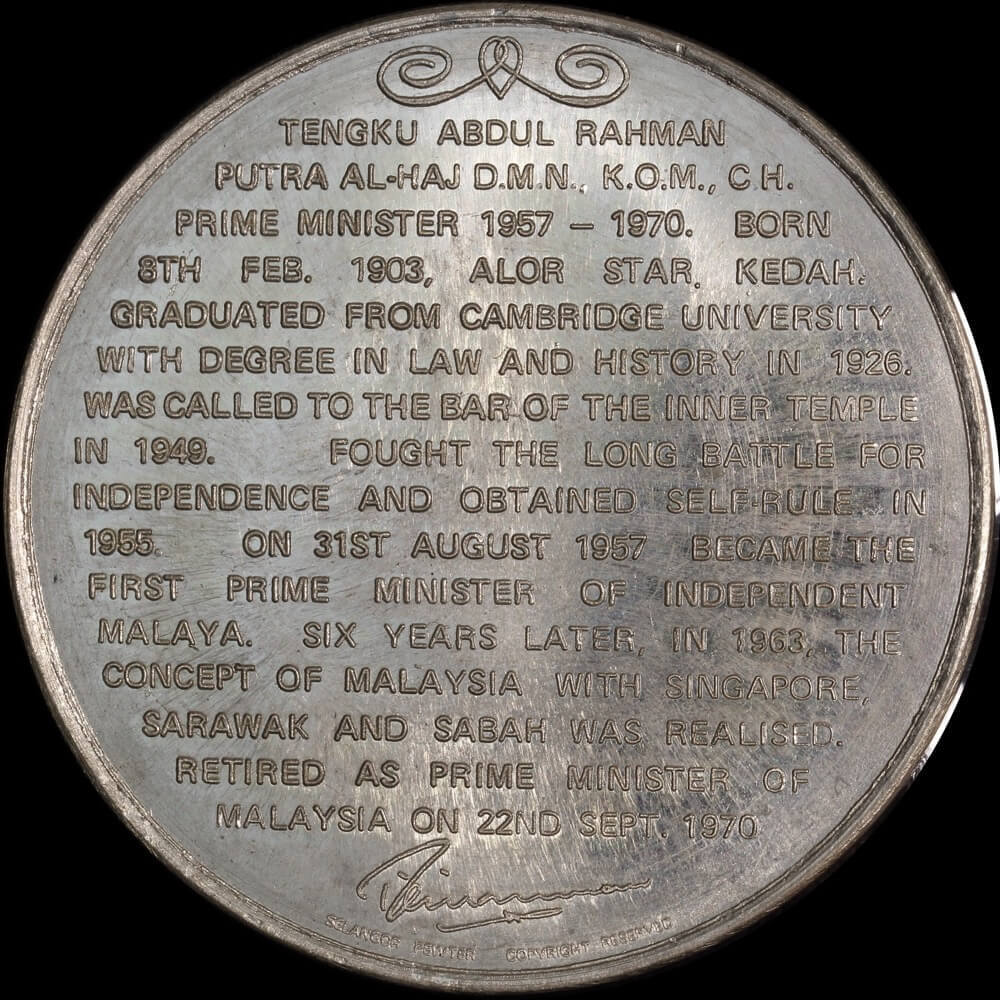 TENGKU ABDUL RAHMAN
PUTRA AL-HAJ D.M.N., K.O.M., C.H.
PRIME MINISTER 1957 – 1970. BORN
8TH FEB. 1903, ALOR STAR, KEDAH.
GRADUATED FROM CAMBRIDGE UNIVERSITY
WITH DEGREE IN LAW AND HISTORY IN 1926.
WAS CALLED TO THE BAR OF THE INNER TEMPLE
IN 1949. FOUGHT THE LONG BATTLE FOR
INDEPENDENCE AND OBTAINED SELF-RULE IN
1955. ON 31ST AUGUST 1957 BECAME THE
FIRST PRIME MINISTER OF INDEPENDENT
MALAYA. SIX YEARS LATER, IN 1963, THE
CONCEPT OF MALAYSIA WITH SINGAPORE,
SARAWAK AND SABAH WAS REALISED.
RETIRED AS PRIME MINISTER OF
MALAYSIA ON 22ND SEPT. 1970
SELANGOR PEWTER COPYRIGHT RESERVED